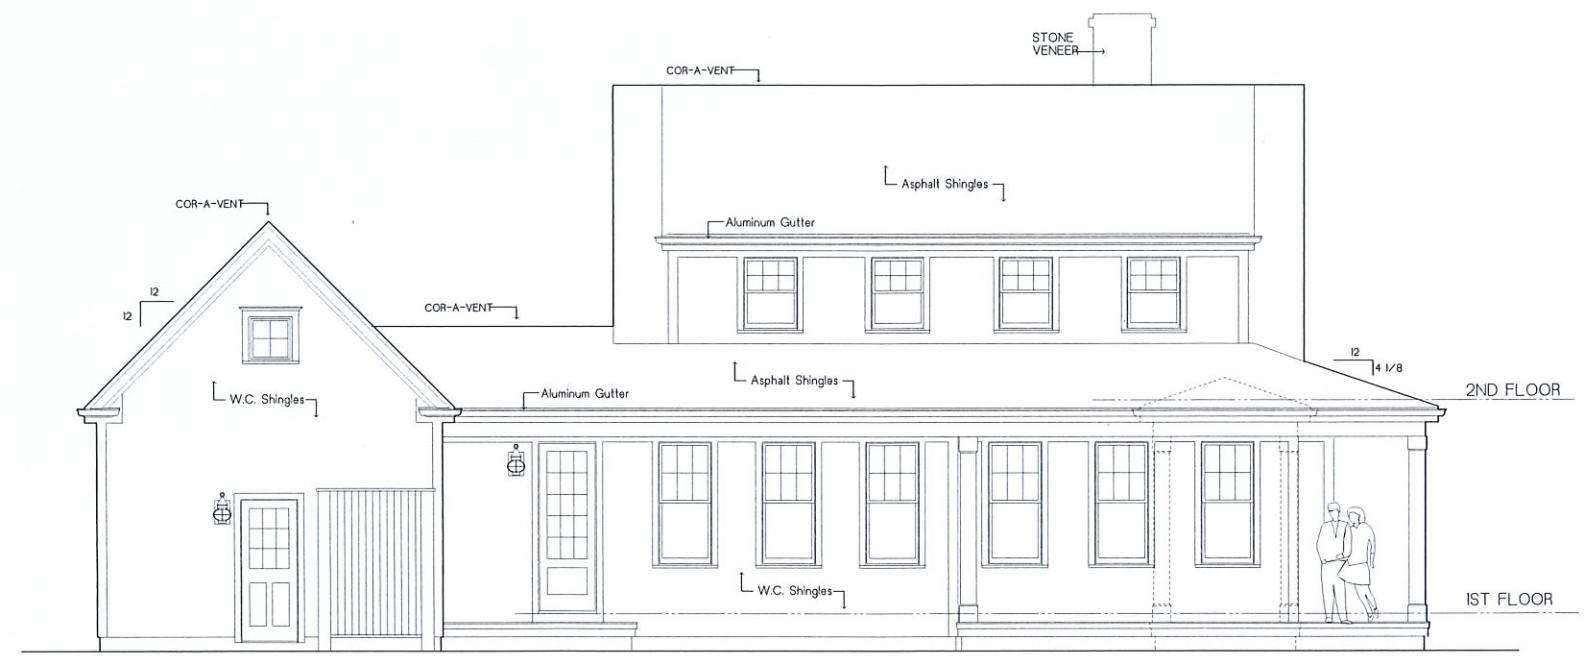 STONE
VENEER
COR-A-VENT
Asphalt Shingles
COR-A-VENT
Aluminum Gutter
12
12
COR-A-VENT
12
4 1/8
Asphalt Shingles
2ND FLOOR
W.C. Shingles
Aluminum Gutter
W.C. Shingles
1ST FLOOR